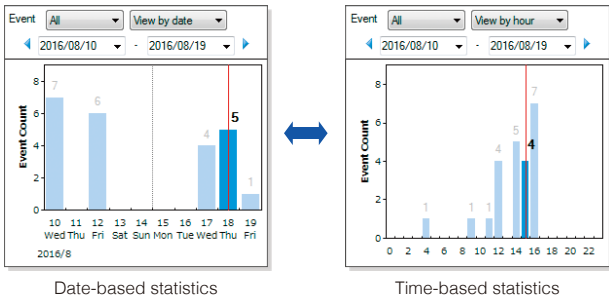 Event All View by date
2016/08/10 - 2016/08/19
Event Count
8
6
4
2
0
7
6
4
5
1
10 11 12 13 14 15 16 17 18 19
Wed Thu Fri Sat Sun Mon Tue Wed Thu Fri
2016/8
Date-based statistics
Event All View by hour
2016/08/10 - 2016/08/19
Event Count
8
6
4
2
0
1
1
1
4
5
4
7
0 2 4 6 8 10 12 14 16 18 20 22
Time-based statistics